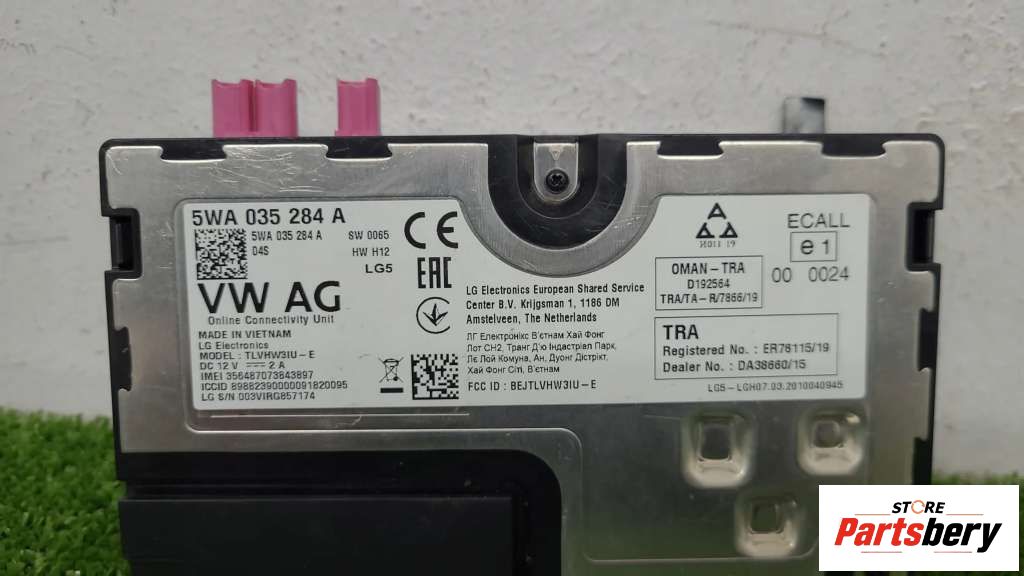 5WA 035 284 A
5WA 035 284 A SW 0065
04S HW H12
LG5
VW AG
Online Connectivity Unit
MADE IN VIETNAM
LG Electronics
MODEL : TLVHW3IU-E
DC 12 V 2 A
IMEI 356487073843897
ICCID 89882390000091820095
LG S/N 003VIRG857174
CE
EAC
LG Electronics European Shared Service
Center B.V. Krijgsman 1, 1186 DM
Amstelveen, The Netherlands
ЛГ Електронікс В'єтнам Хай Фонг
Лот СН2, Транг Д'ю Індастріал Парк,
Лє Лой Комуна, Ан, Дуонг Дістрікт,
Хай Фонг Сіті, В'єтнам
FCC ID : BEJTLVHW3IU-E
И011 19
ECALL
e1
00 0024
OMAN-TRA
D192564
TRA/TA-R/7866/19
TRA
Registered No. : ER76115/19
Dealer No. : DA38660/15
LG5-LGH07.03.2010040945
STORE
Partsbery